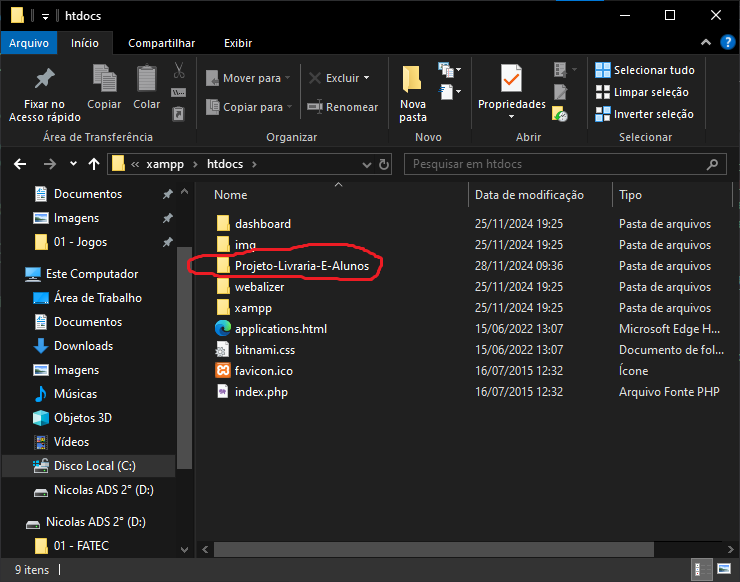 htdocs
Arquivo Início Compartilhar Exibir
Fixar no Acesso rápido
Copiar
Colar
Área de Transferência
Mover para
Copiar para
Excluir
Renomear
Organizar
Nova pasta
Novo
Propriedades
Abrir
Selecionar tudo
Limpar seleção
Inverter seleção
Selecionar
« xampp > htdocs >
Pesquisar em htdocs
Documentos
Imagens
01 - Jogos
Este Computador
Área de Trabalho
Documentos
Downloads
Imagens
Músicas
Objetos 3D
Vídeos
Disco Local (C:)
Nicolas ADS 2° (D:)
Nicolas ADS 2° (D:)
01 - FATEC
Nome Data de modificação Tipo
dashboard 25/11/2024 19:25 Pasta de arquivos
img 25/11/2024 19:25 Pasta de arquivos
Projeto-Livraria-E-Alunos 28/11/2024 09:36 Pasta de arquivos
webalizer 25/11/2024 19:25 Pasta de arquivos
xampp 25/11/2024 19:25 Pasta de arquivos
applications.html 15/06/2022 13:07 Microsoft Edge H...
bitnami.css 15/06/2022 13:07 Documento de fol...
favicon.ico 16/07/2015 12:32 Ícone
index.php 16/07/2015 12:32 Arquivo Fonte PHP
9 itens